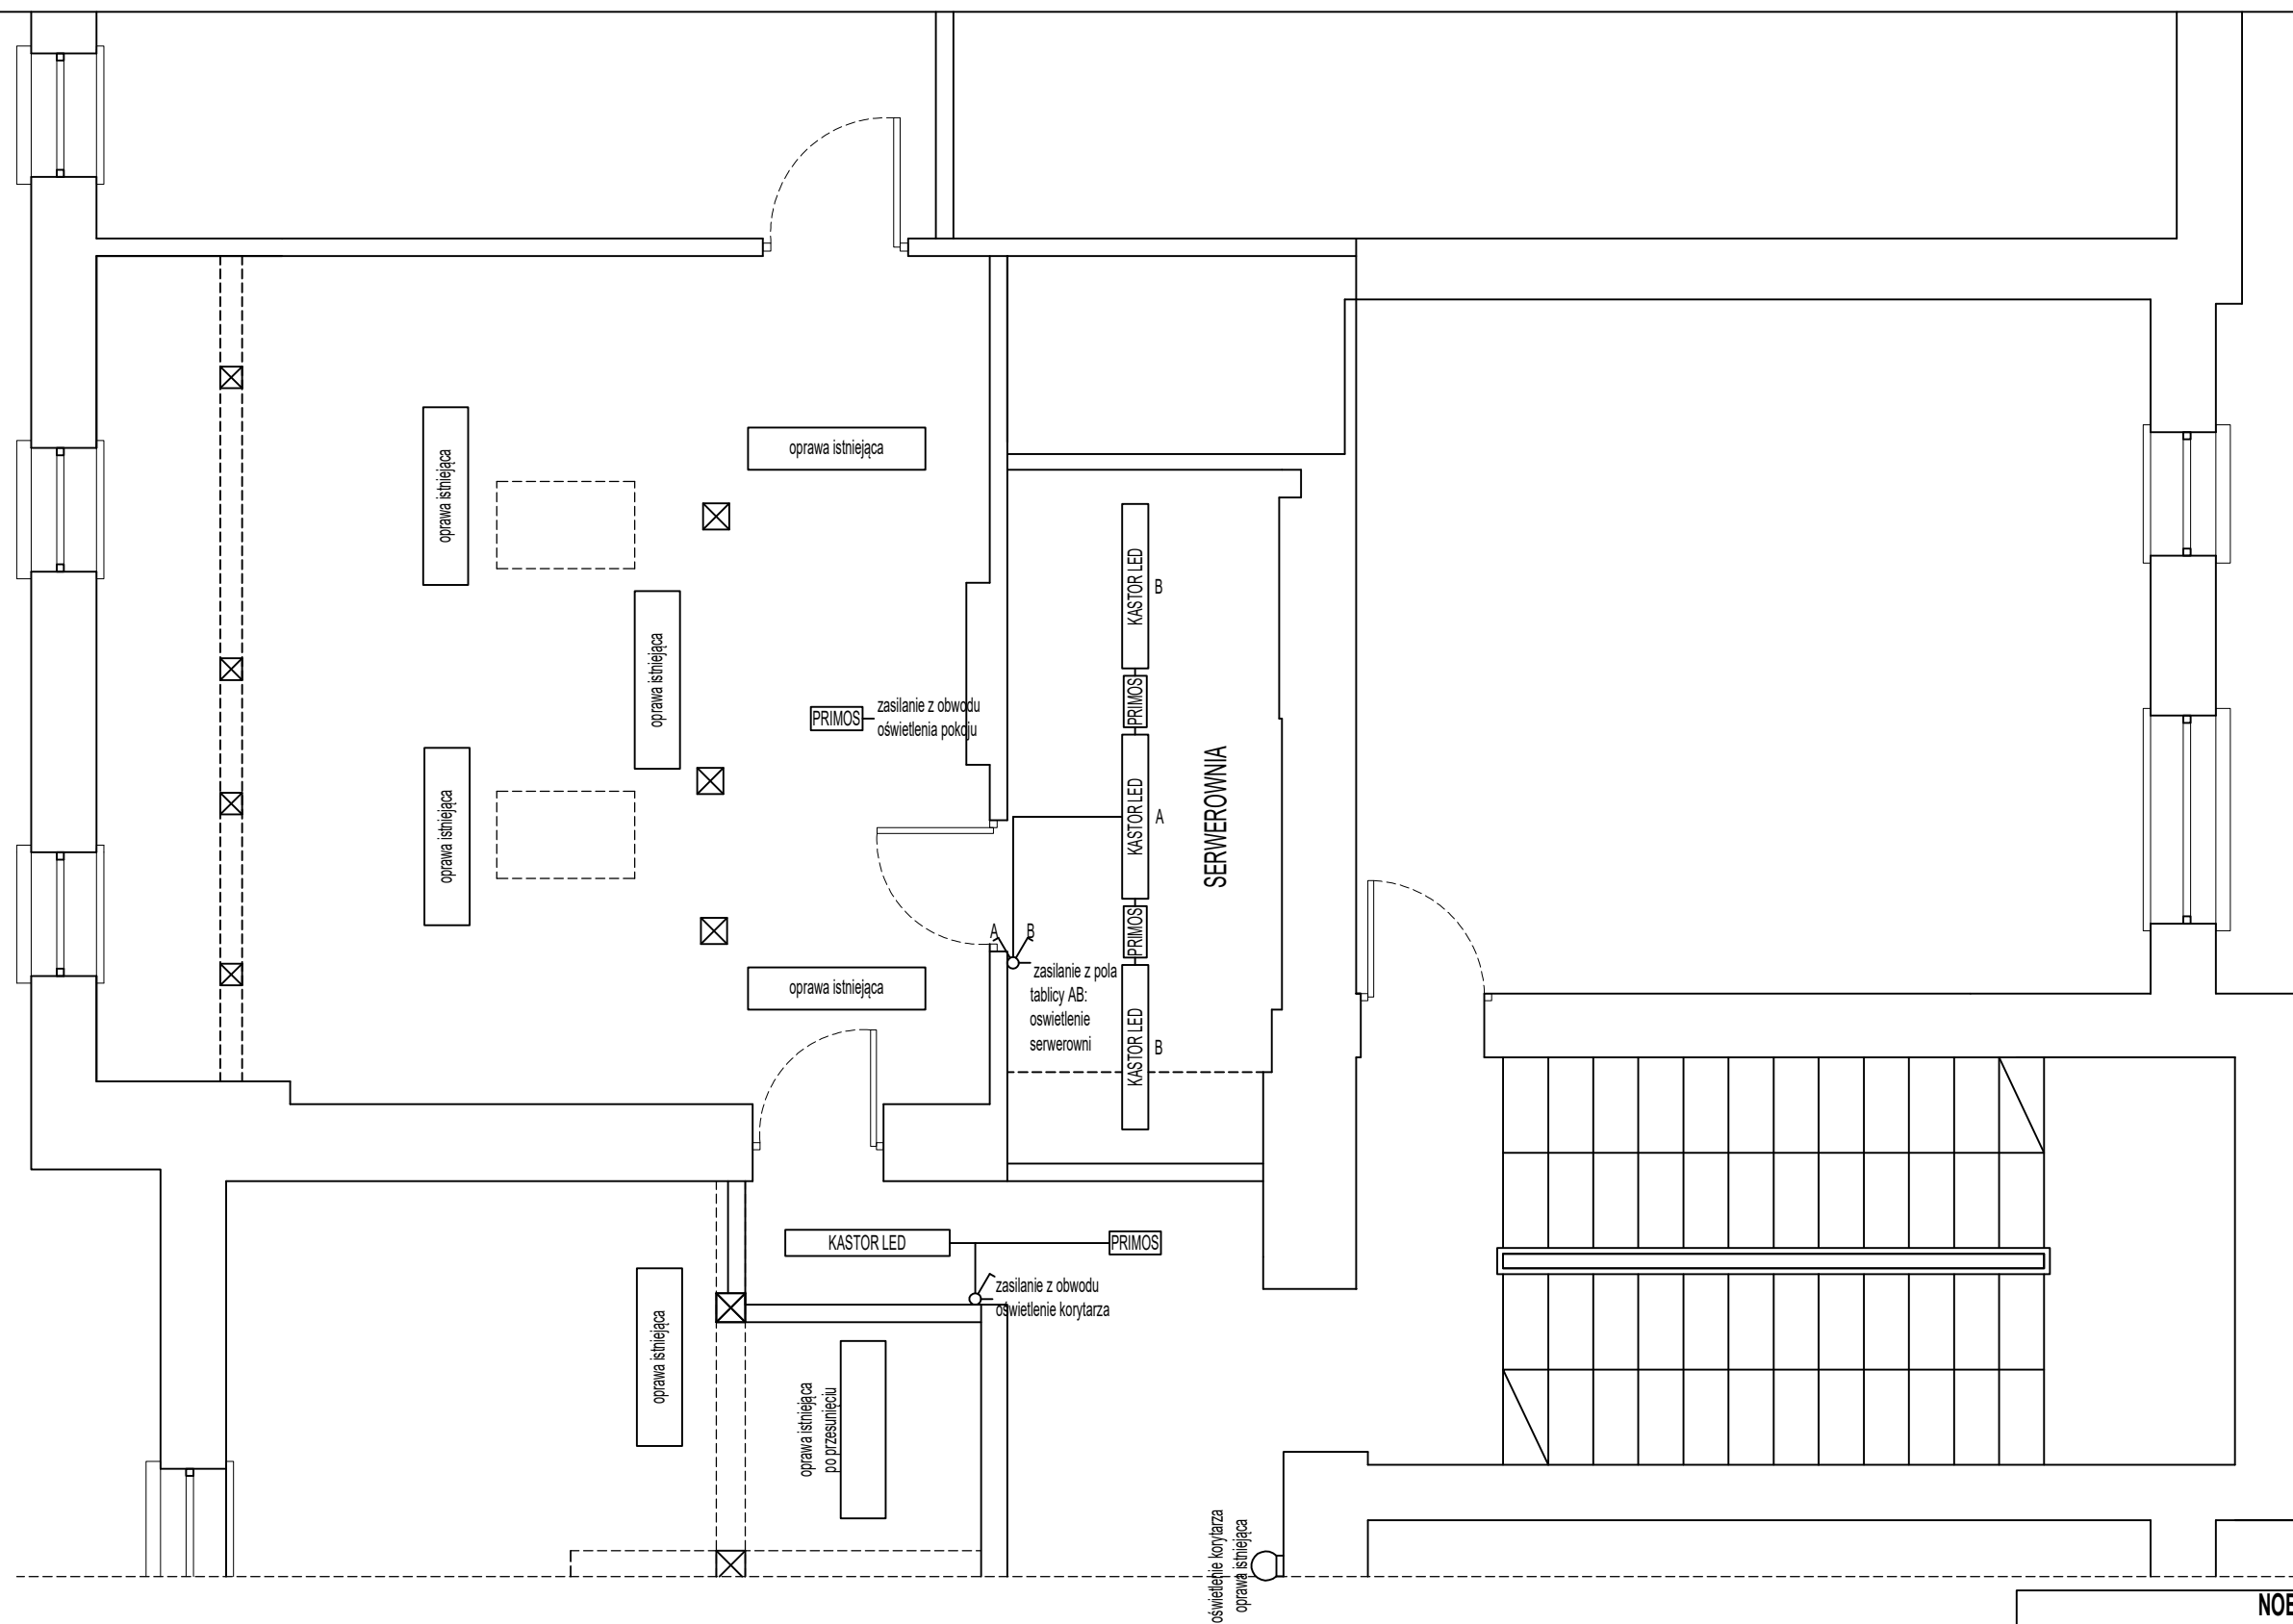 oprawa istniejąca
oprawa istniejąca
oprawa istniejąca
oprawa istniejąca
oprawa istniejąca
PRIMOS
zasilanie z obwodu
oświetlenia pokoju
KASTOR LED
B
PRIMOS
KASTOR LED
A
PRIMOS
KASTOR LED
B
SERWEROWNIA
A
B
zasilanie z pola
tablicy AB:
oswietlenie
serwerowni
KASTOR LED
PRIMOS
zasilanie z obwodu
oświetlenie korytarza
oprawa istniejąca
oprawa istniejąca
po przesunięciu
oświetlenie korytarza
oprawa istniejąca